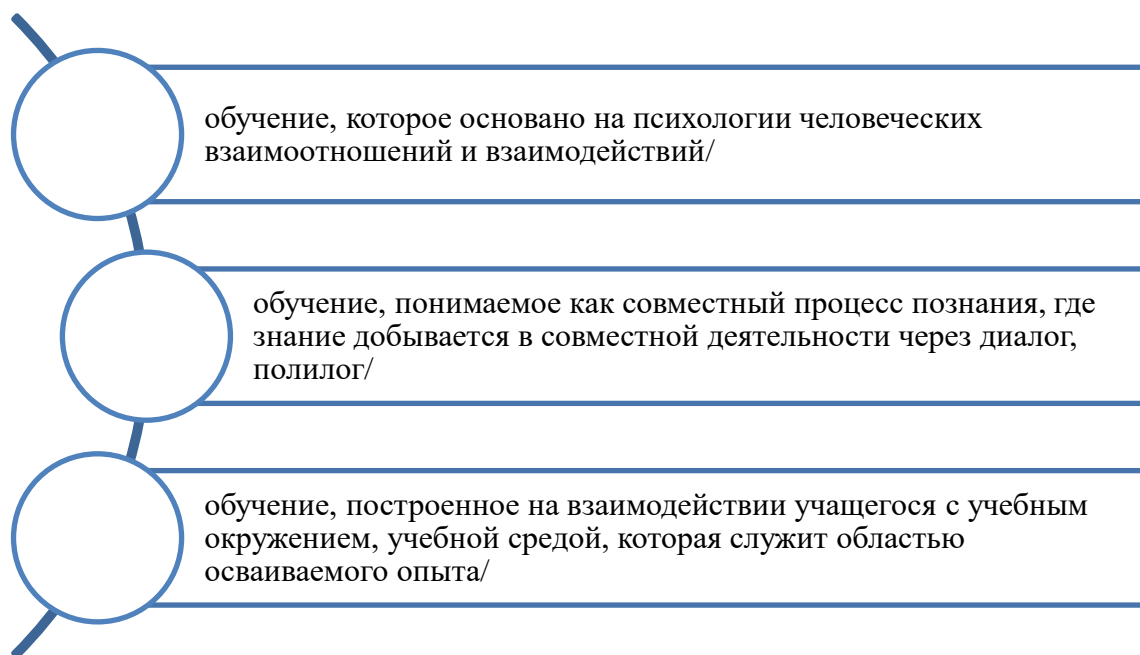 обучение, которое основано на психологии человеческих
взаимоотношений и взаимодействий/
обучение, понимаемое как совместный процесс познания, где
знание добывается в совместной деятельности через диалог,
полилог/
обучение, построенное на взаимодействии учащегося с учебным
окружением, учебной средой, которая служит областью
осваиваемого опыта/